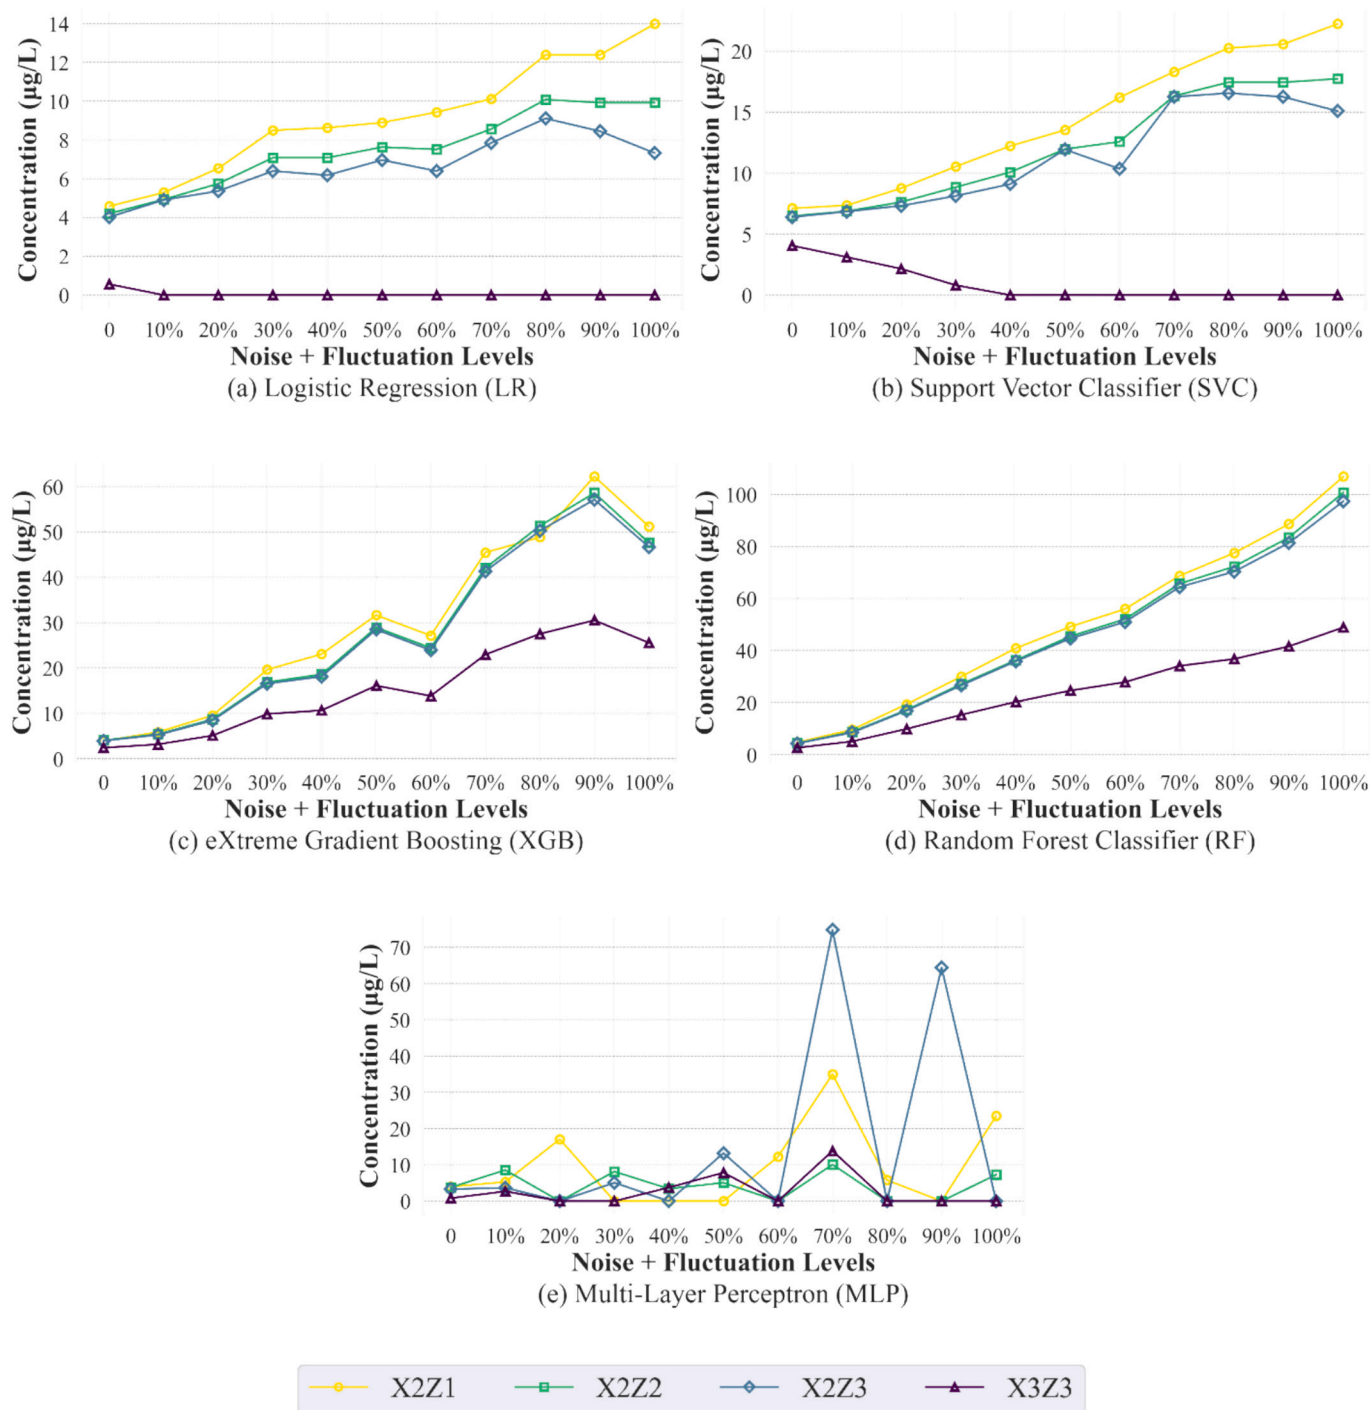 14
12
10
8
6
4
2
0
Concentration (µg/L)
0 10% 20% 30% 40% 50% 60% 70% 80% 90% 100%
Noise + Fluctuation Levels
(a) Logistic Regression (LR)
20
15
10
5
0
Concentration (µg/L)
0 10% 20% 30% 40% 50% 60% 70% 80% 90% 100%
Noise + Fluctuation Levels
(b) Support Vector Classifier (SVC)
60
50
40
30
20
10
0
Concentration (µg/L)
0 10% 20% 30% 40% 50% 60% 70% 80% 90% 100%
Noise + Fluctuation Levels
(c) eXtreme Gradient Boosting (XGB)
100
80
60
40
20
0
Concentration (µg/L)
0 10% 20% 30% 40% 50% 60% 70% 80% 90% 100%
Noise + Fluctuation Levels
(d) Random Forest Classifier (RF)
70
60
50
40
30
20
10
0
Concentration (µg/L)
0 10% 20% 30% 40% 50% 60% 70% 80% 90% 100%
Noise + Fluctuation Levels
(e) Multi-Layer Perceptron (MLP)
X2Z1 X2Z2 X2Z3 X3Z3